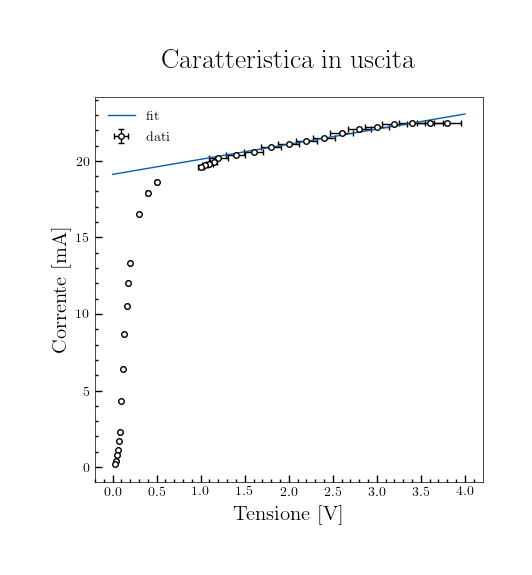 Caratteristica in uscita
fit
dati
Corrente [mA]
20
15
10
5
0
0.0 0.5 1.0 1.5 2.0 2.5 3.0 3.5 4.0
Tensione [V]